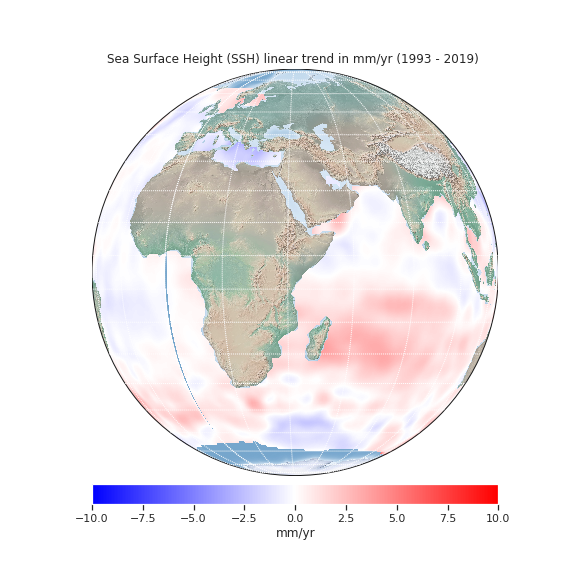 Sea Surface Height (SSH) linear trend in mm/yr (1993 - 2019)
−10.0 −7.5 −5.0 −2.5 0.0 2.5 5.0 7.5 10.0
mm/yr